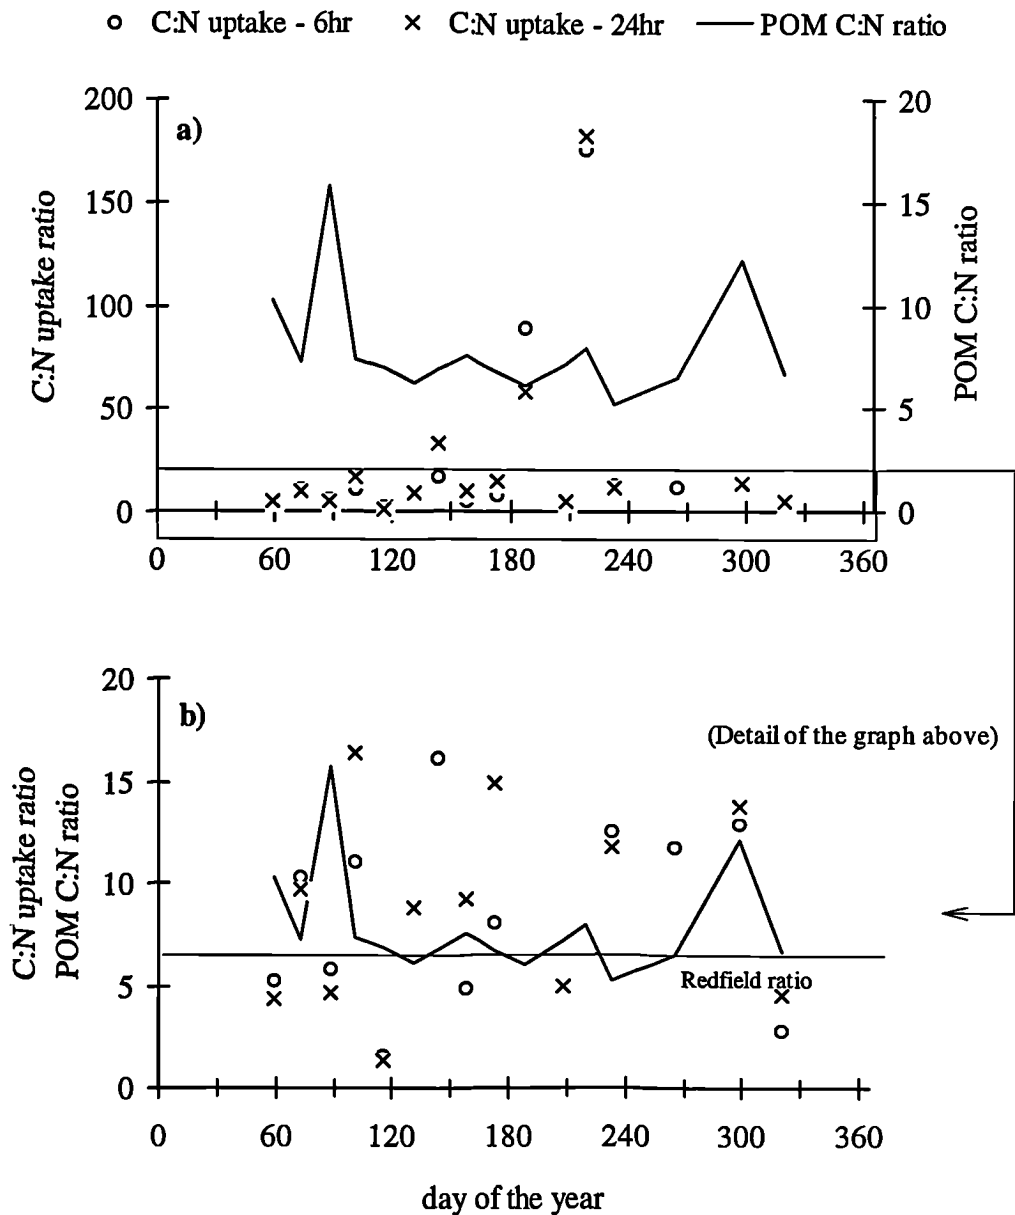 C:N uptake - 6hr C:N uptake - 24hr POM C:N ratio
a)
200
150
100
50
0
C:N uptake ratio
20
15
10
5
0
POM C:N ratio
0 60 120 180 240 300 360
b)
20
15
10
5
0
C:N uptake ratio
POM C:N ratio
(Detail of the graph above)
Redfield ratio
0 60 120 180 240 300 360
day of the year